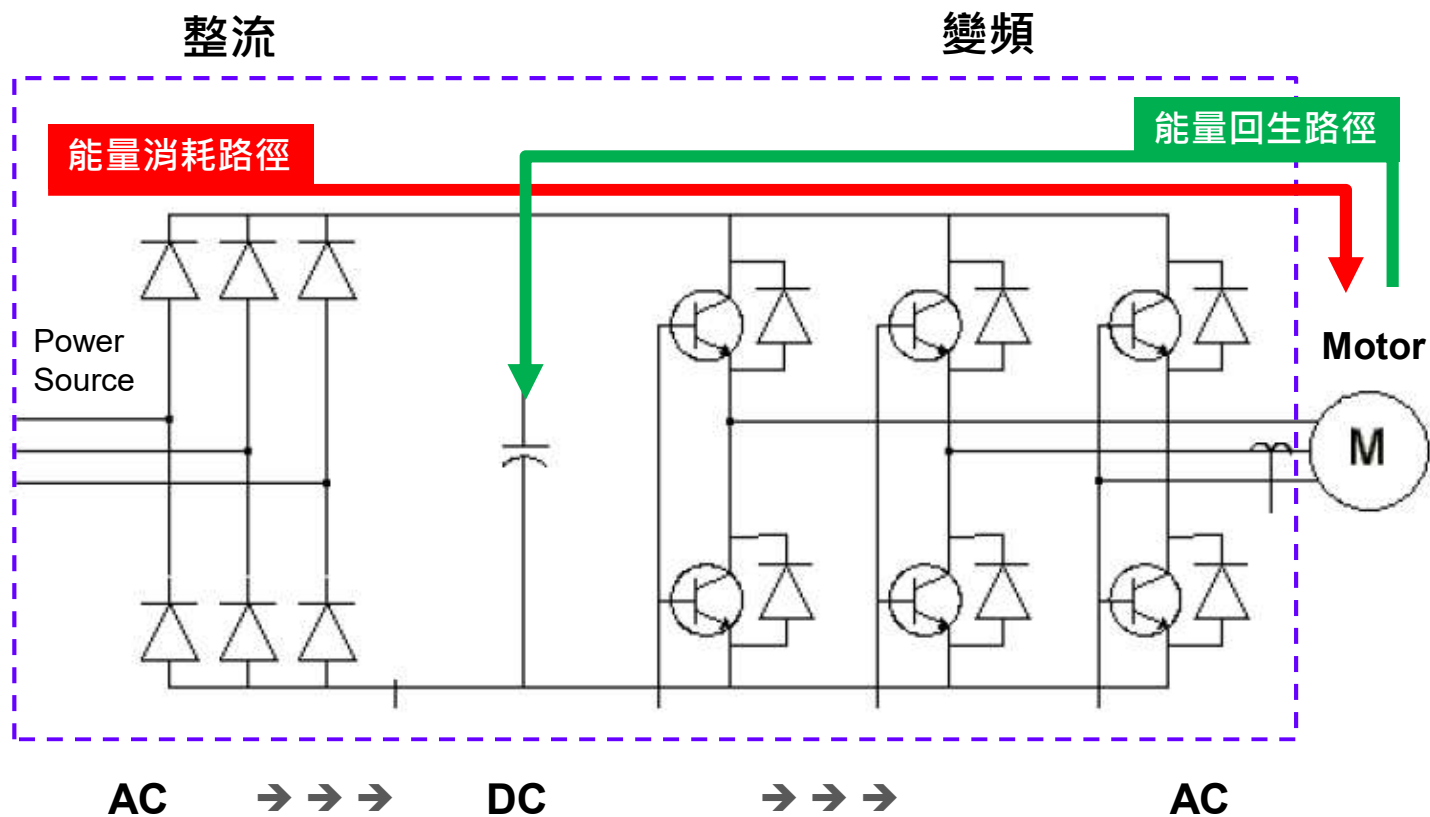 整流
變頻
能量回生路徑
能量消耗路徑
Power
Source
Motor
M
AC → → → DC → → → AC